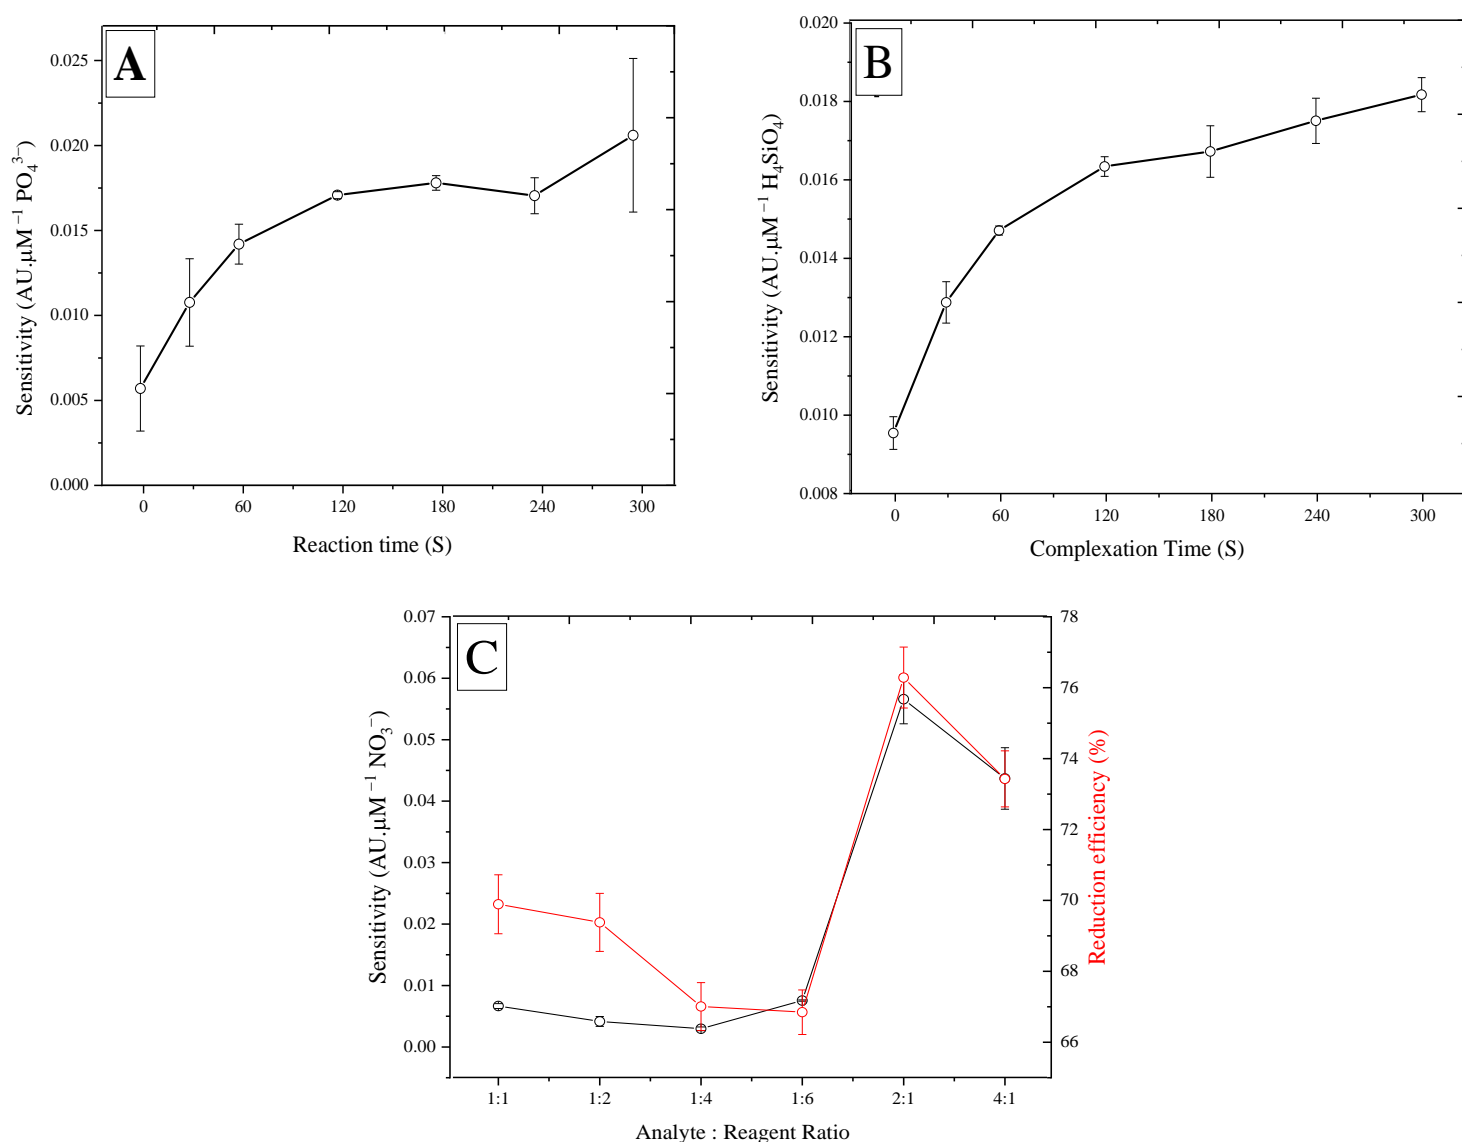 A
0.025
0.020
0.015
0.010
0.005
0.000
Sensitivity (AU.µM⁻¹ PO₄³⁻)
0 60 120 180 240 300
Reaction time (S)
B
0.020
0.018
0.016
0.014
0.012
0.010
0.008
Sensitivity (AU.µM⁻¹ H₄SiO₄)
0 60 120 180 240 300
Complexation Time (S)
C
0.07
0.06
0.05
0.04
0.03
0.02
0.01
0.00
Sensitivity (AU.µM⁻¹ NO₃⁻)
78
76
74
72
70
68
66
Reduction efficiency (%)
1:1 1:2 1:4 1:6 2:1 4:1
Analyte : Reagent Ratio